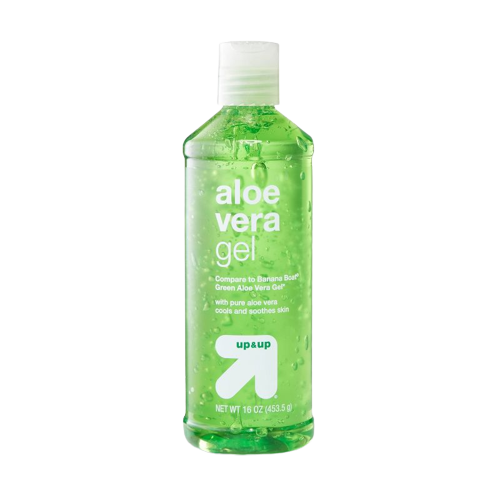 aloe
vera
gel
Compare to Banana Boat®
Green Aloe Vera Gel*
with pure aloe vera
cools and soothes skin
up&up
NET WT 16 OZ (453.5 g)